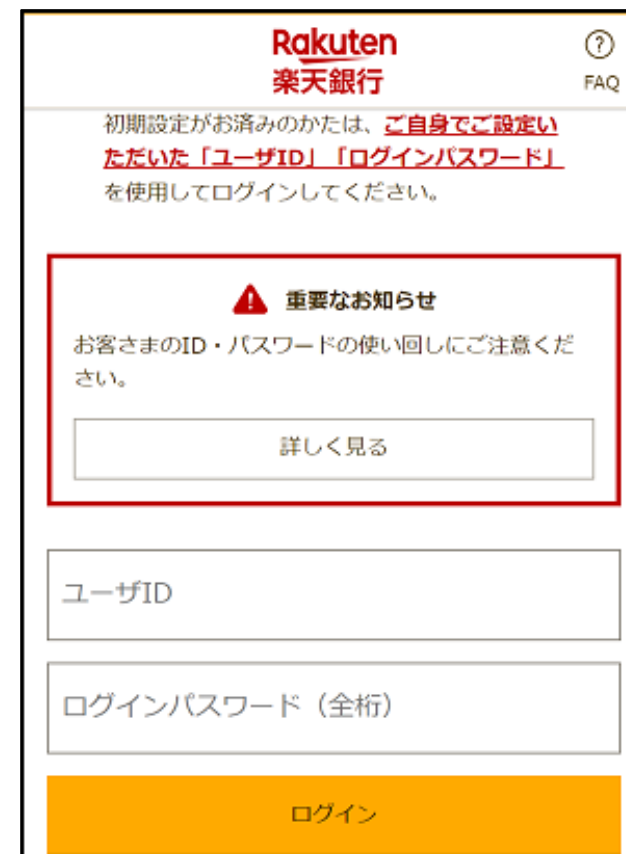 Rakuten
楽天銀行
?
FAQ
初期設定がお済みのかたは、ご自身でご設定い
ただいた「ユーザID」「ログインパスワード」
を使用してログインしてください。
重要なお知らせ
お客さまのID・パスワードの使い回しにご注意くだ
さい。
詳しく見る
ユーザID
ログインパスワード（全桁）
ログイン